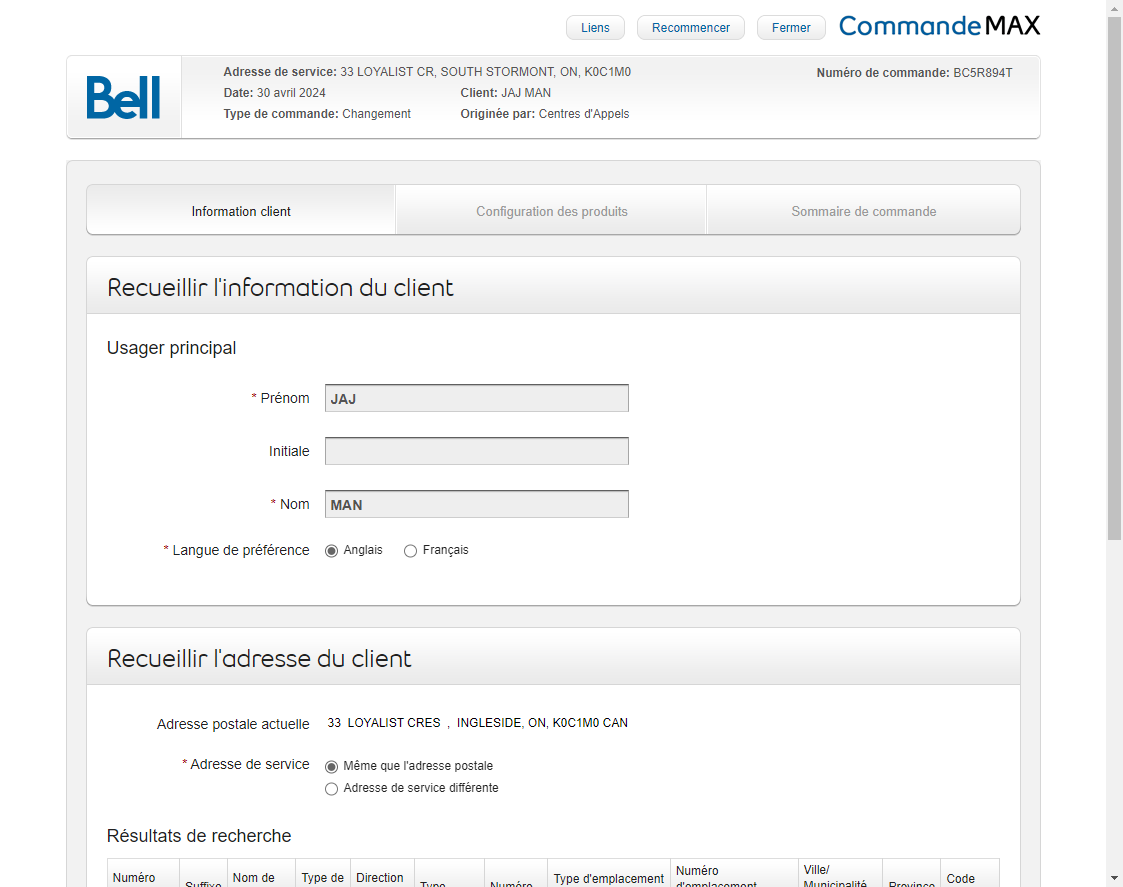 Liens
Recommencer
Fermer
CommandeMAX
Bell
Adresse de service: 33 LOYALIST CR, SOUTH STORMONT, ON, K0C1M0
Numéro de commande: BC5R894T
Date: 30 avril 2024
Client: JAJ MAN
Type de commande: Changement
Originée par: Centres d'Appels
Information client
Configuration des produits
Sommaire de commande
Recueillir l'information du client
Usager principal
* Prénom
JAJ
Initiale
* Nom
MAN
* Langue de préférence
Anglais
Français
Recueillir l'adresse du client
Adresse postale actuelle
33 LOYALIST CRES , INGLESIDE, ON, K0C1M0 CAN
* Adresse de service
Même que l'adresse postale
Adresse de service différente
Résultats de recherche
Numéro
Suffixe
Nom de
Type de
Direction
Type
Numéro
Type d'emplacement
Numéro
d'emplacement
Ville/
Municipalité
Province
Code